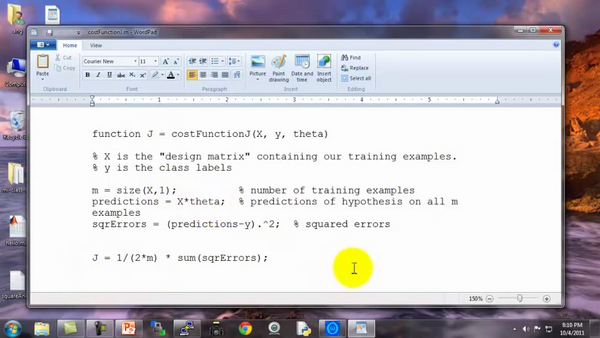 costFunctionJ.m - WordPad
Home View
Cut
Copy
Paste
Clipboard
Courier New 11
Font
Paragraph
Picture
Paint drawing
Date and time
Insert object
Insert
Find
Replace
Select all
Editing
function J = costFunctionJ(X, y, theta)
% X is the "design matrix" containing our training examples.
% y is the class labels
m = size(X,1); % number of training examples
predictions = X*theta; % predictions of hypothesis on all m
examples
sqrErrors = (predictions-y).^2; % squared errors
J = 1/(2*m) * sum(sqrErrors);
150%
8:10 PM
10/4/2011